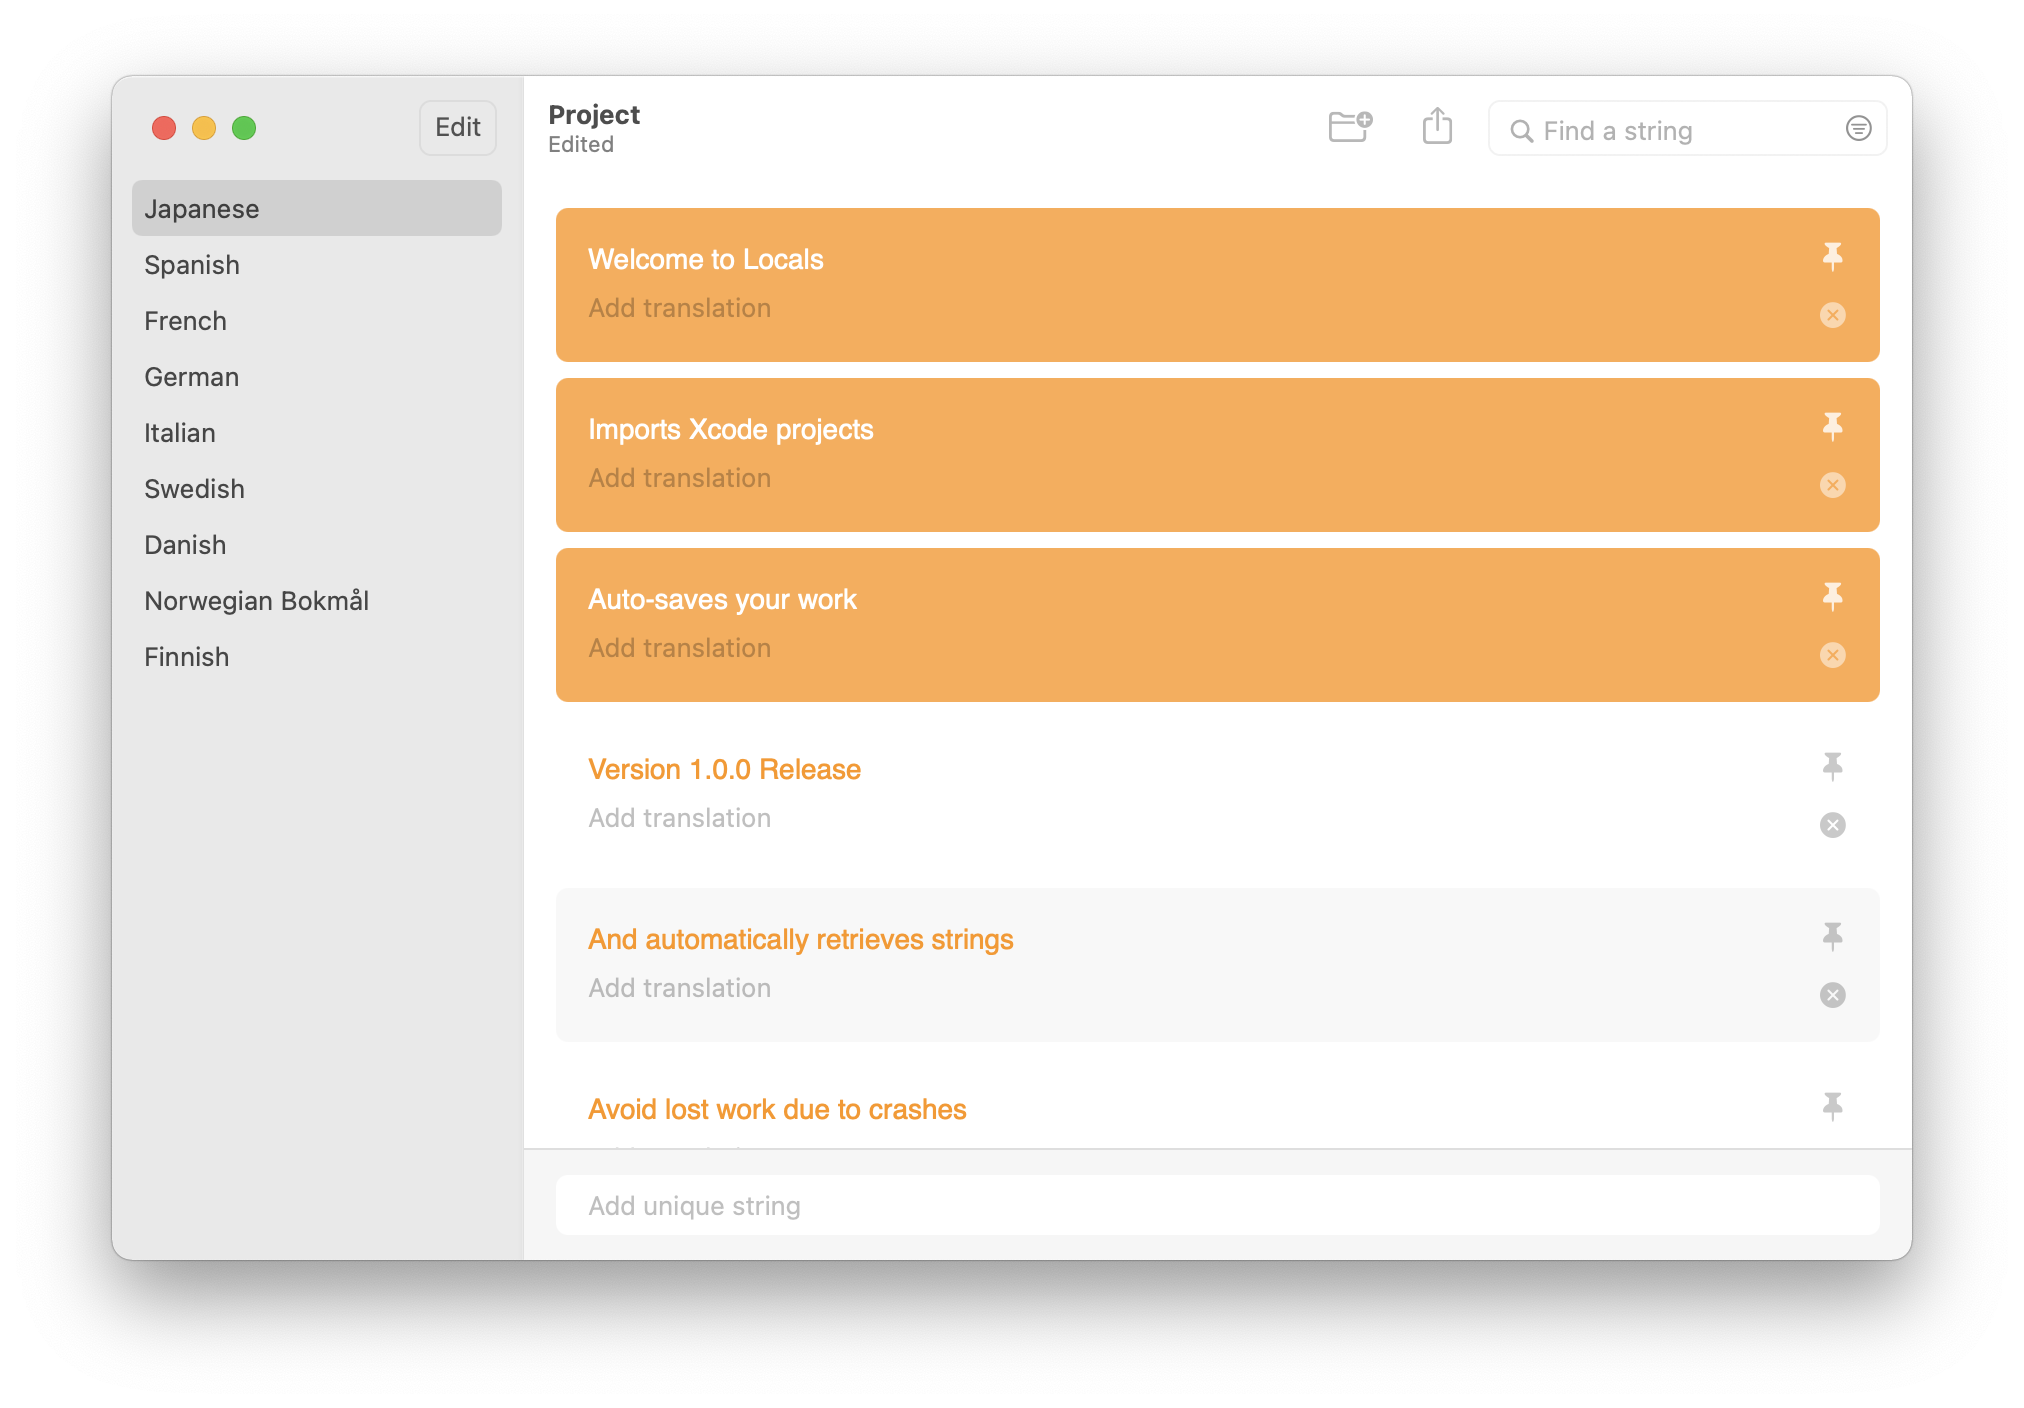 Edit
Japanese
Spanish
French
German
Italian
Swedish
Danish
Norwegian Bokmål
Finnish
Project
Edited
Find a string
Welcome to Locals
Add translation
Imports Xcode projects
Add translation
Auto-saves your work
Add translation
Version 1.0.0 Release
Add translation
And automatically retrieves strings
Add translation
Avoid lost work due to crashes
Add unique string